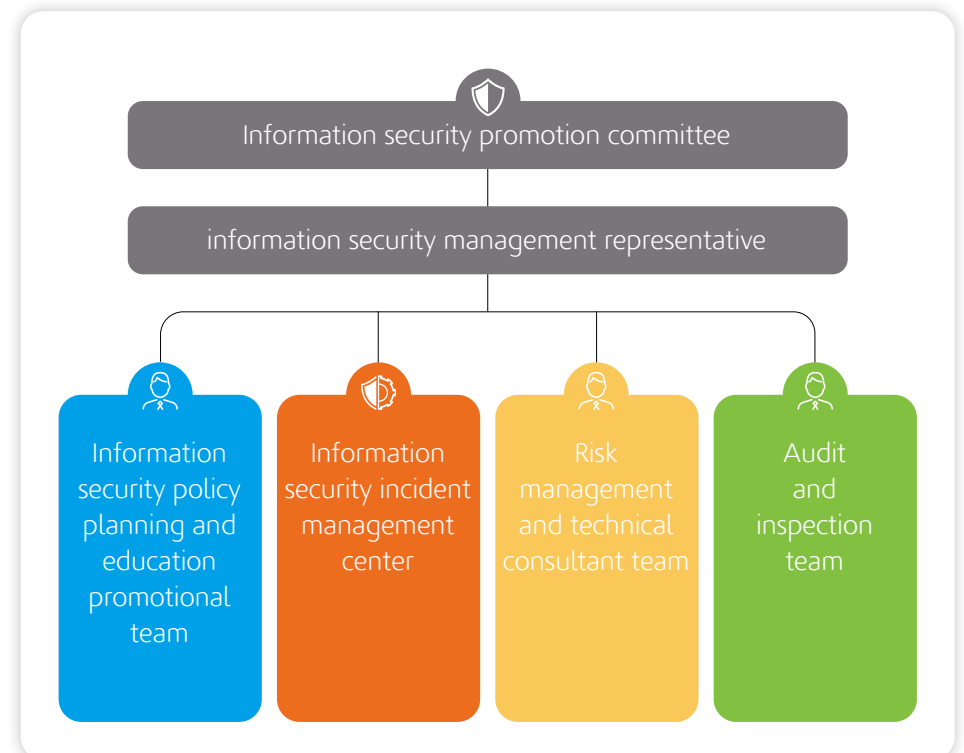 Information security promotion committee
information security management representative
Information
security policy
planning and
education
promotional
team
Information
security incident
management
center
Risk
management
and technical
consultant team
Audit
and
inspection
team